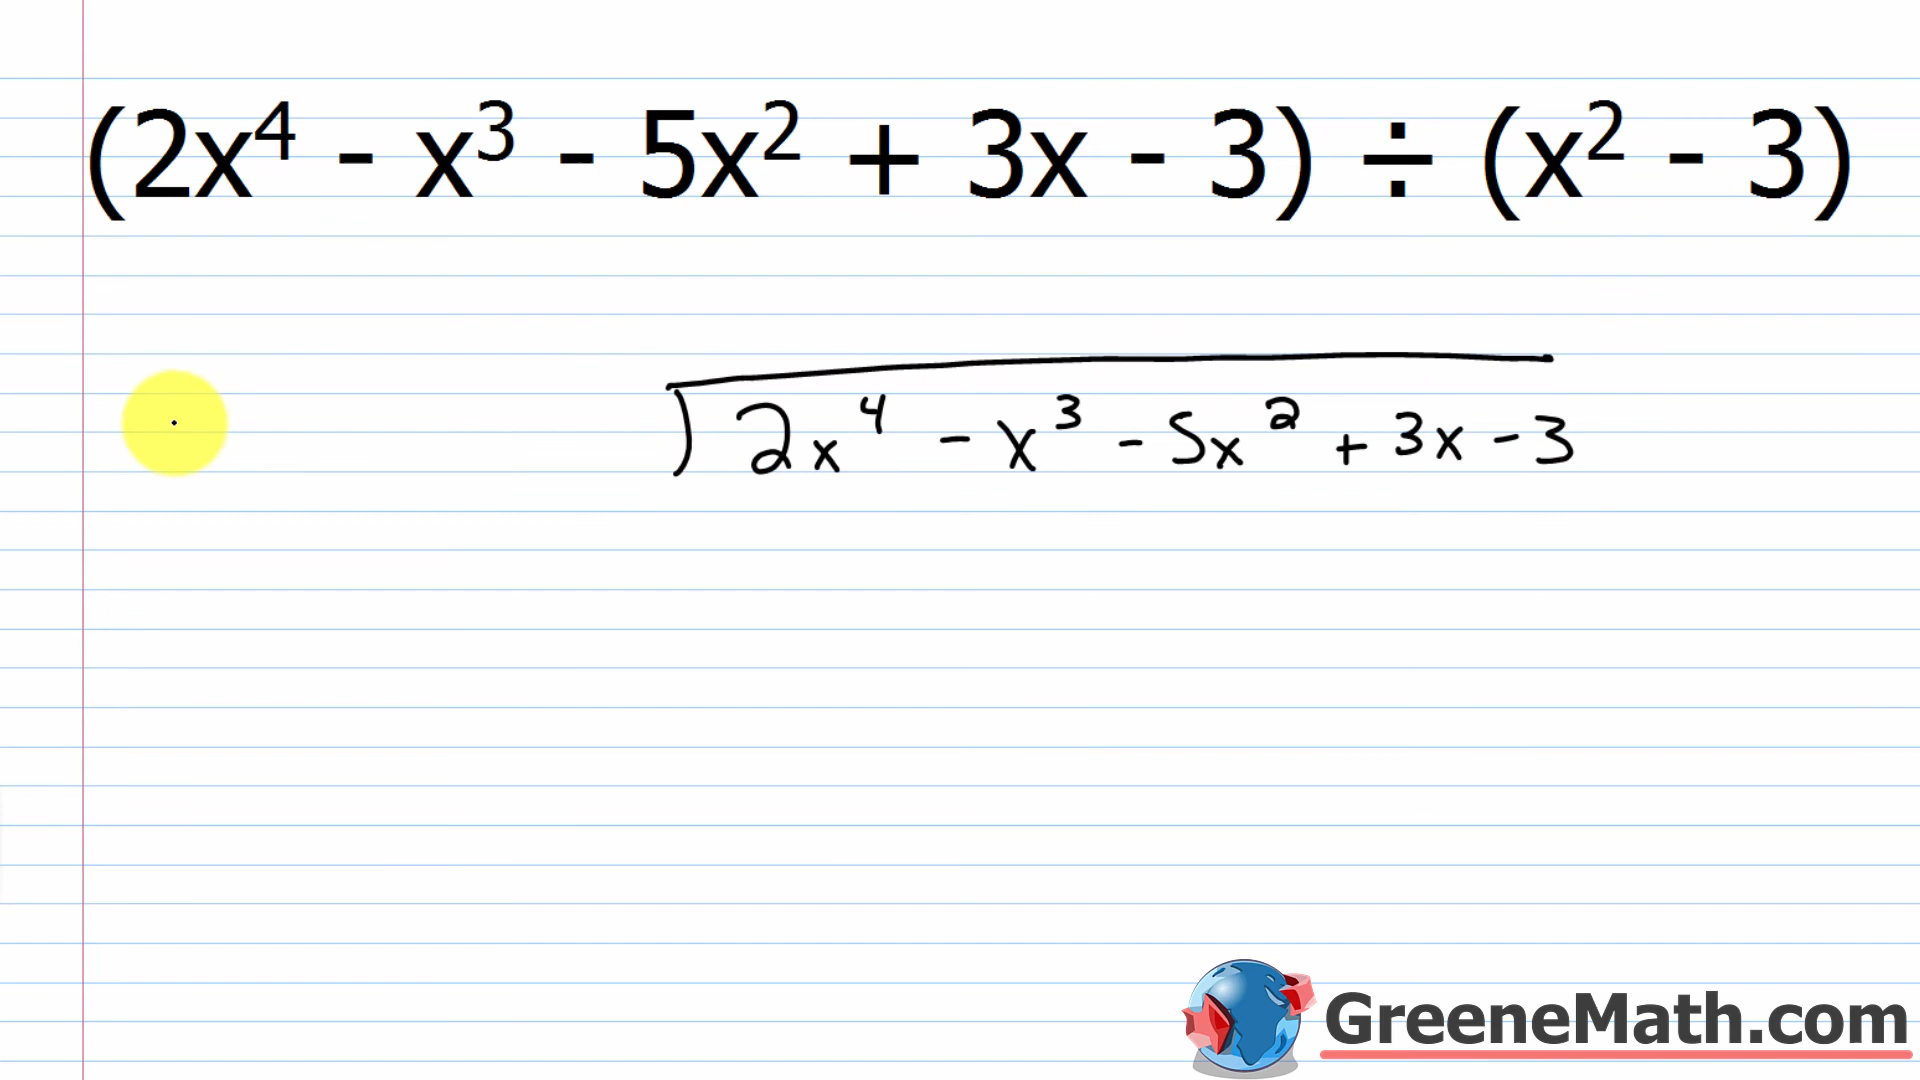 (2x⁴ - x³ - 5x² + 3x - 3) ÷ (x² - 3)
)2x⁴ - x³ - 5x² + 3x - 3
GreeneMath.com